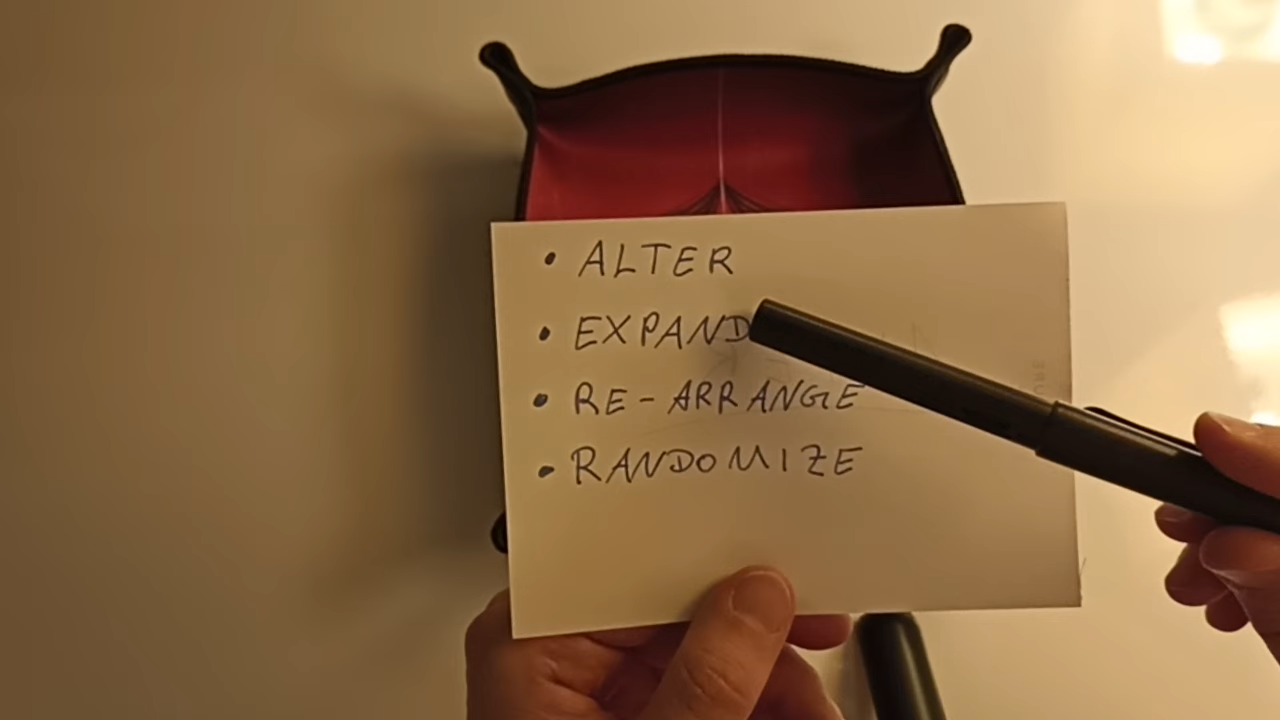 • ALTER
• EXPAND
• RE-ARRANGE
• RANDOMIZE